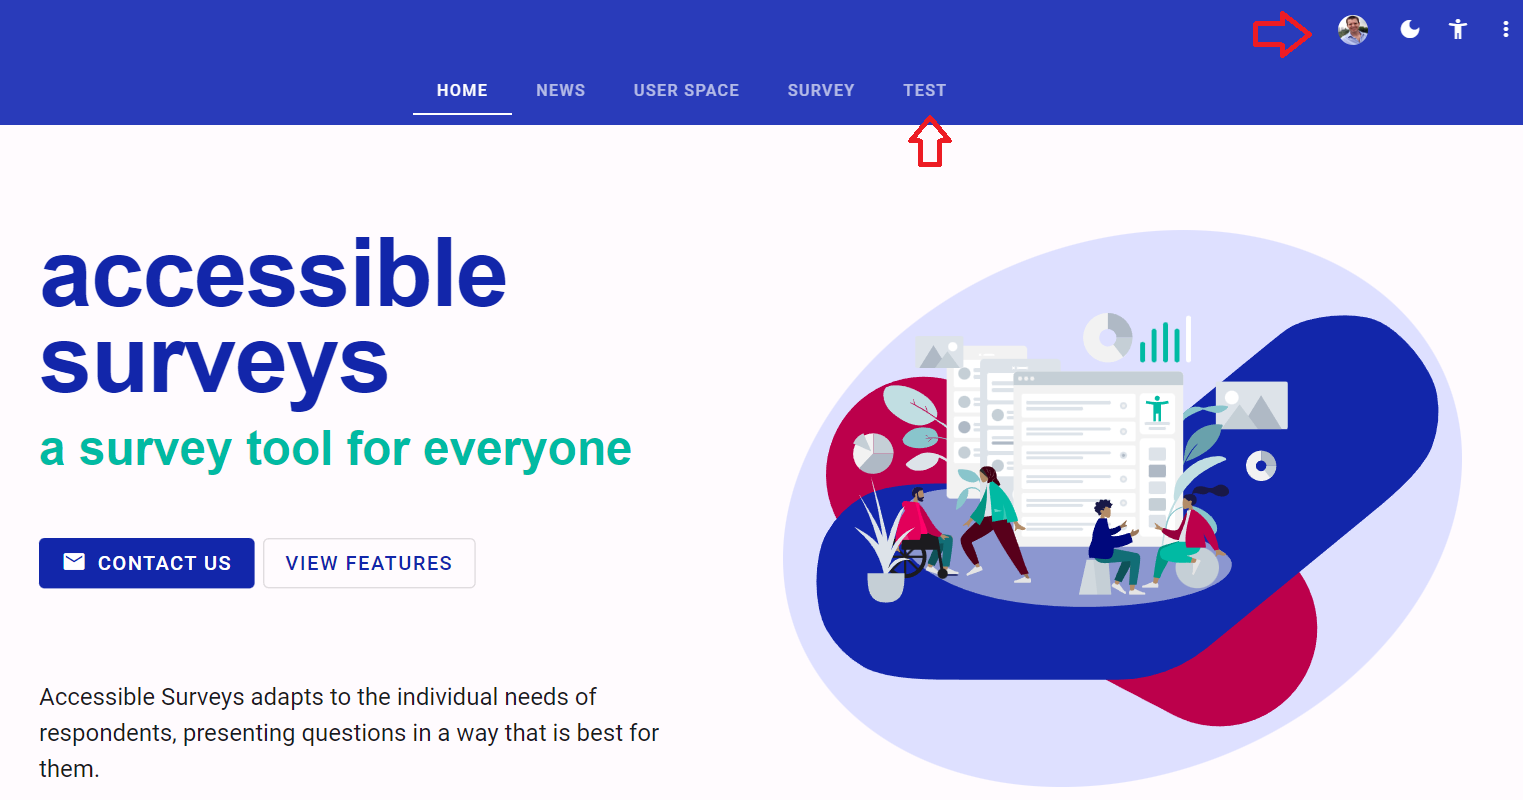 HOME NEWS USER SPACE SURVEY TEST
accessible
surveys
a survey tool for everyone
CONTACT US VIEW FEATURES
Accessible Surveys adapts to the individual needs of
respondents, presenting questions in a way that is best for
them.